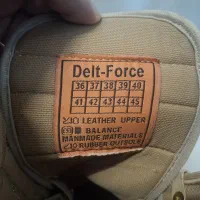 Delt-Force
36 37 38 39 40
41 42 43 44 45
LEATHER UPPER
BALANCE
MANMADE MATERIALS
RUBBER OUTSOLE